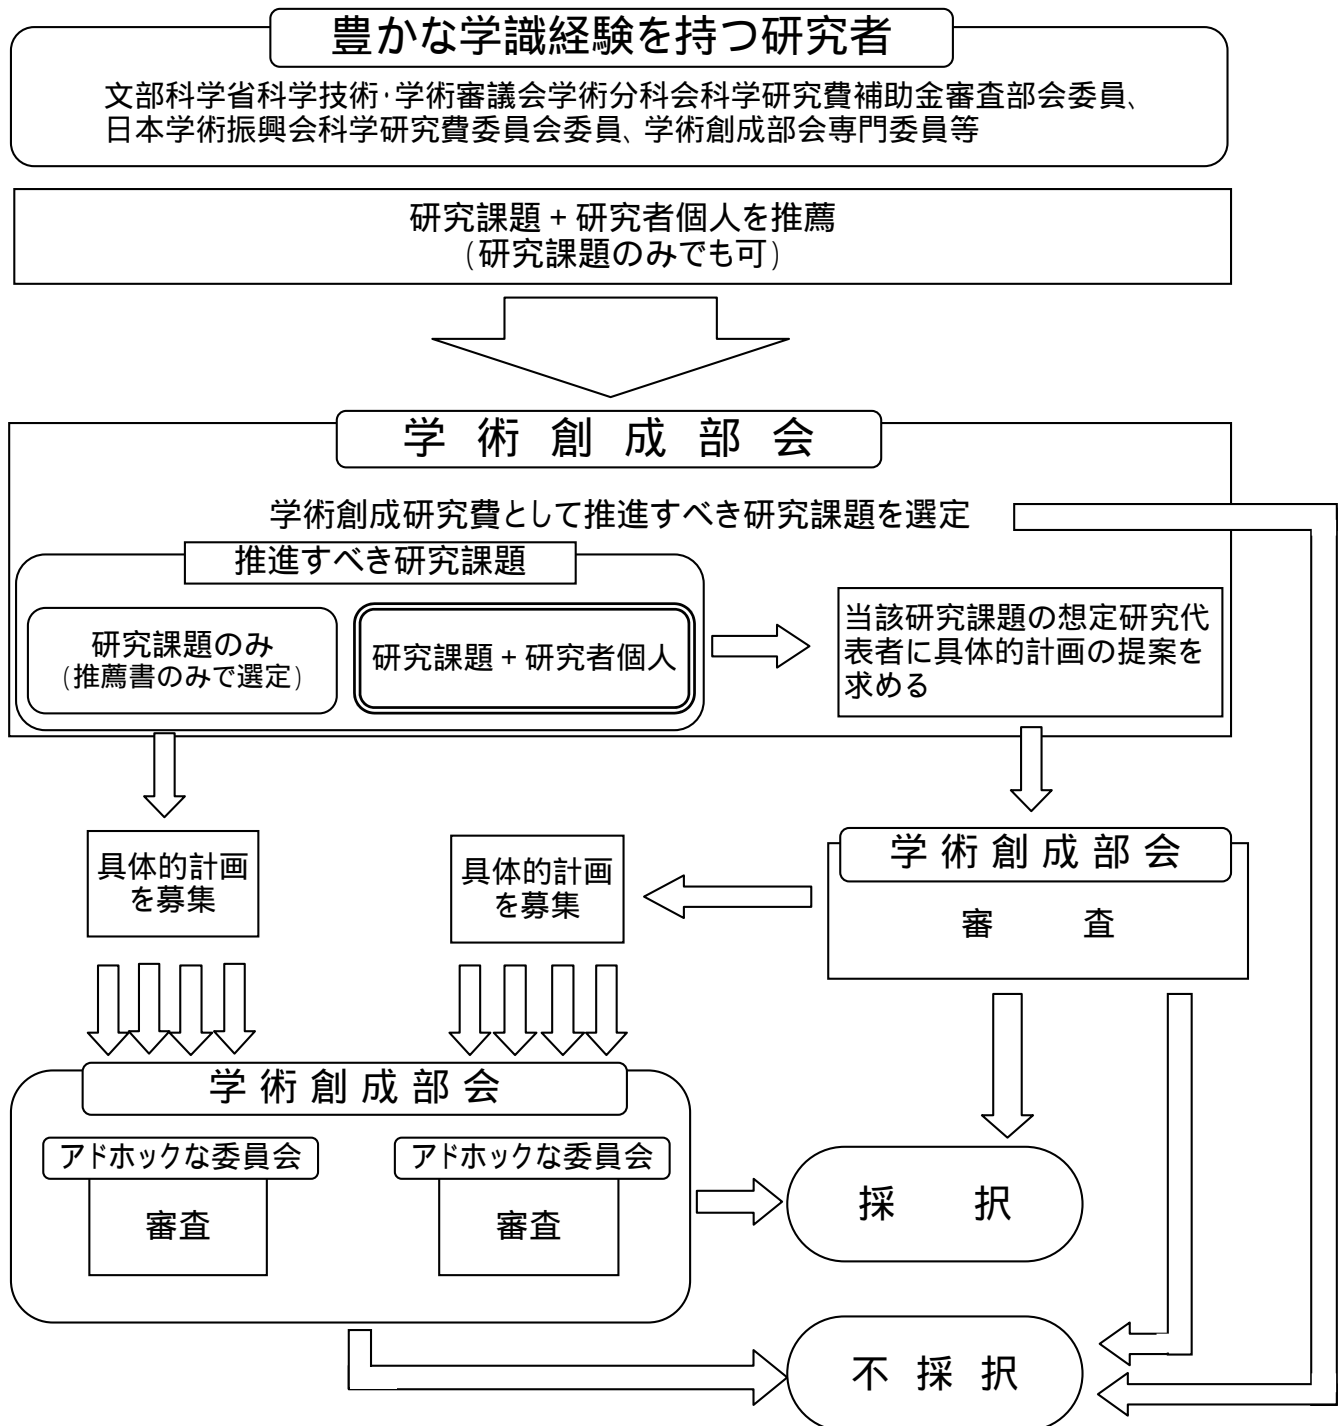 豊かな学識経験を持つ研究者
文部科学省科学技術･学術審議会学術分科会科学研究費補助金審査部会委員、
日本学術振興会科学研究費委員会委員、学術創成部会専門委員等
研究課題 + 研究者個人を推薦
(研究課題のみでも可)
学術創成部会
学術創成研究費として推進すべき研究課題を選定
推進すべき研究課題
研究課題のみ
(推薦書のみで選定)
研究課題 + 研究者個人
当該研究課題の想定研究代
表者に具体的計画の提案を
求める
具体的計画
を募集
具体的計画
を募集
学術創成部会
審査
学術創成部会
アドホックな委員会
審査
アドホックな委員会
審査
採択
不採択